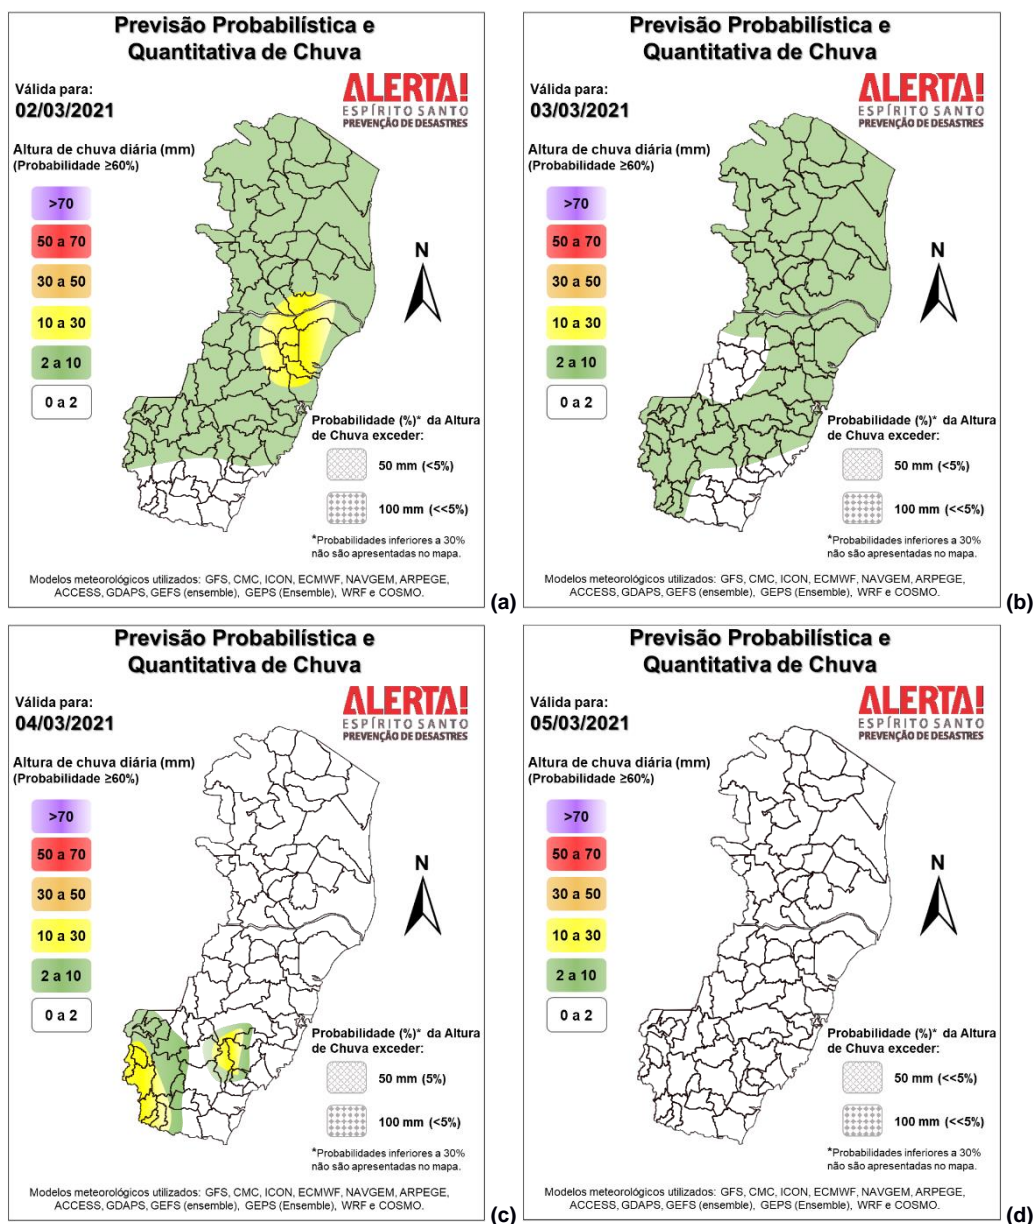 Previsão Probabilística e
Quantitativa de Chuva
Válida para:
02/03/2021
ALERTA!
ESPÍRITO SANTO
PREVENÇÃO DE DESASTRES
Altura de chuva diária (mm)
(Probabilidade ≥60%)
>70
50 a 70
30 a 50
10 a 30
2 a 10
0 a 2
N
Probabilidade (%)* da Altura
de Chuva exceder:
50 mm (<5%)
100 mm (<<5%)
*Probabilidades inferiores a 30%
não são apresentadas no mapa.
Modelos meteorológicos utilizados: GFS, CMC, ICON, ECMWF, NAVGEM, ARPEGE,
ACCESS, GDAPS, GEFS (ensemble), GEPS (Ensemble), WRF e COSMO.
(a)
Previsão Probabilística e
Quantitativa de Chuva
Válida para:
03/03/2021
ALERTA!
ESPÍRITO SANTO
PREVENÇÃO DE DESASTRES
Altura de chuva diária (mm)
(Probabilidade ≥60%)
>70
50 a 70
30 a 50
10 a 30
2 a 10
0 a 2
N
Probabilidade (%)* da Altura
de Chuva exceder:
50 mm (<5%)
100 mm (<<5%)
*Probabilidades inferiores a 30%
não são apresentadas no mapa.
Modelos meteorológicos utilizados: GFS, CMC, ICON, ECMWF, NAVGEM, ARPEGE,
ACCESS, GDAPS, GEFS (ensemble), GEPS (Ensemble), WRF e COSMO.
(b)
Previsão Probabilística e
Quantitativa de Chuva
Válida para:
04/03/2021
ALERTA!
ESPÍRITO SANTO
PREVENÇÃO DE DESASTRES
Altura de chuva diária (mm)
(Probabilidade ≥60%)
>70
50 a 70
30 a 50
10 a 30
2 a 10
0 a 2
N
Probabilidade (%)* da Altura
de Chuva exceder:
50 mm (5%)
100 mm (<5%)
*Probabilidades inferiores a 30%
não são apresentadas no mapa.
Modelos meteorológicos utilizados: GFS, CMC, ICON, ECMWF, NAVGEM, ARPEGE,
ACCESS, GDAPS, GEFS (ensemble), GEPS (Ensemble), WRF e COSMO.
(c)
Previsão Probabilística e
Quantitativa de Chuva
Válida para:
05/03/2021
ALERTA!
ESPÍRITO SANTO
PREVENÇÃO DE DESASTRES
Altura de chuva diária (mm)
(Probabilidade ≥60%)
>70
50 a 70
30 a 50
10 a 30
2 a 10
0 a 2
N
Probabilidade (%)* da Altura
de Chuva exceder:
50 mm (<<5%)
100 mm (<<5%)
*Probabilidades inferiores a 30%
não são apresentadas no mapa.
Modelos meteorológicos utilizados: GFS, CMC, ICON, ECMWF, NAVGEM, ARPEGE,
ACCESS, GDAPS, GEFS (ensemble), GEPS (Ensemble), WRF e COSMO.
(d)